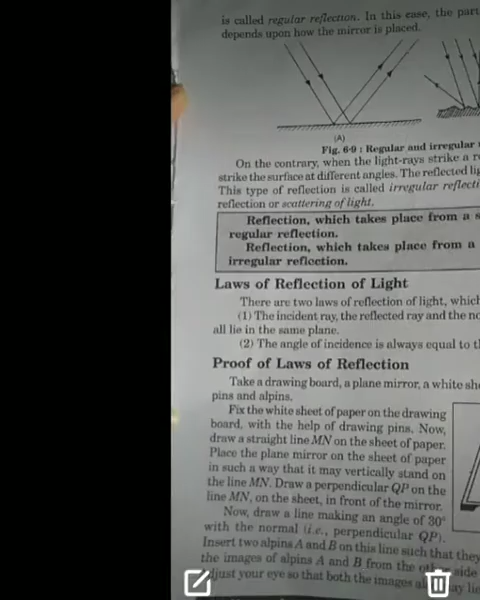 is called regular reflection. In this case, the
depends upon how the mirror is placed.
(A)
Fig. 6·9 : Regular and irregular
On the contrary, when the light-rays strike a
strike the surface at different angles. The reflected
This type of reflection is called irregular
reflection or scattering of light.
Reflection, which takes place from a
regular reflection.
Reflection, which takes place from a
irregular reflection.
Laws of Reflection of Light
There are two laws of reflection of light,
(1) The incident ray, the reflected ray and the
all lie in the same plane.
(2) The angle of incidence is always equal to
Proof of Laws of Reflection
Take a drawing board, a plane mirror, a white
pins and alpins.
Fix the white sheet of paper on the drawing
board, with the help of drawing pins. Now,
draw a straight line MN on the sheet of paper.
Place the plane mirror on the sheet of paper
in such a way that it may vertically stand on
the line MN. Draw a perpendicular QP on the
line MN, on the sheet, in front of the mirror.
Now, draw a line making an angle of 30°
with the normal (i.e., perpendicular QP).
Insert two alpins A and B on this line such that they
the images of alpins A and B from the other side
adjust your eye so that both the images